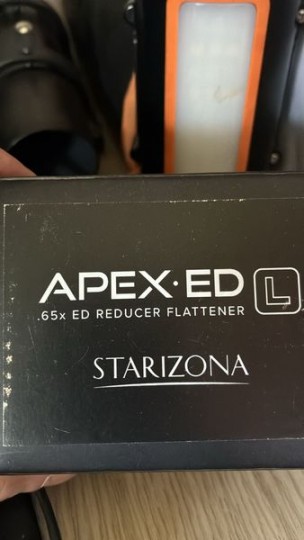 APEX·ED L
.65x ED REDUCER FLATTENER
STARIZONA